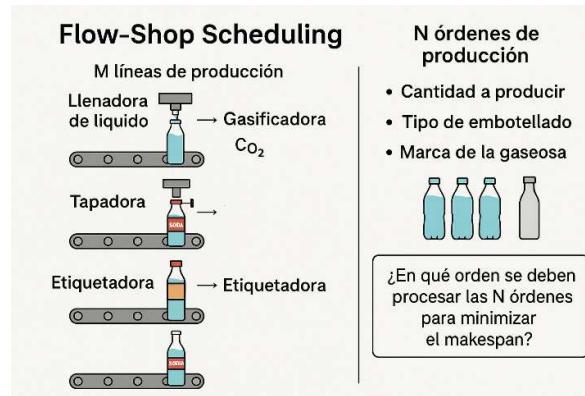 Flow-Shop Scheduling
M líneas de producción
Llenadora
de liquido
→ Gasificadora
CO₂
Tapadora
→
SODA
Etiquetadora
→ Etiquetadora
SODA
N órdenes de
producción
• Cantidad a producir
• Tipo de embotellado
• Marca de la gaseosa
¿En qué orden se deben
procesar las N órdenes
para minimizar
el makespan?